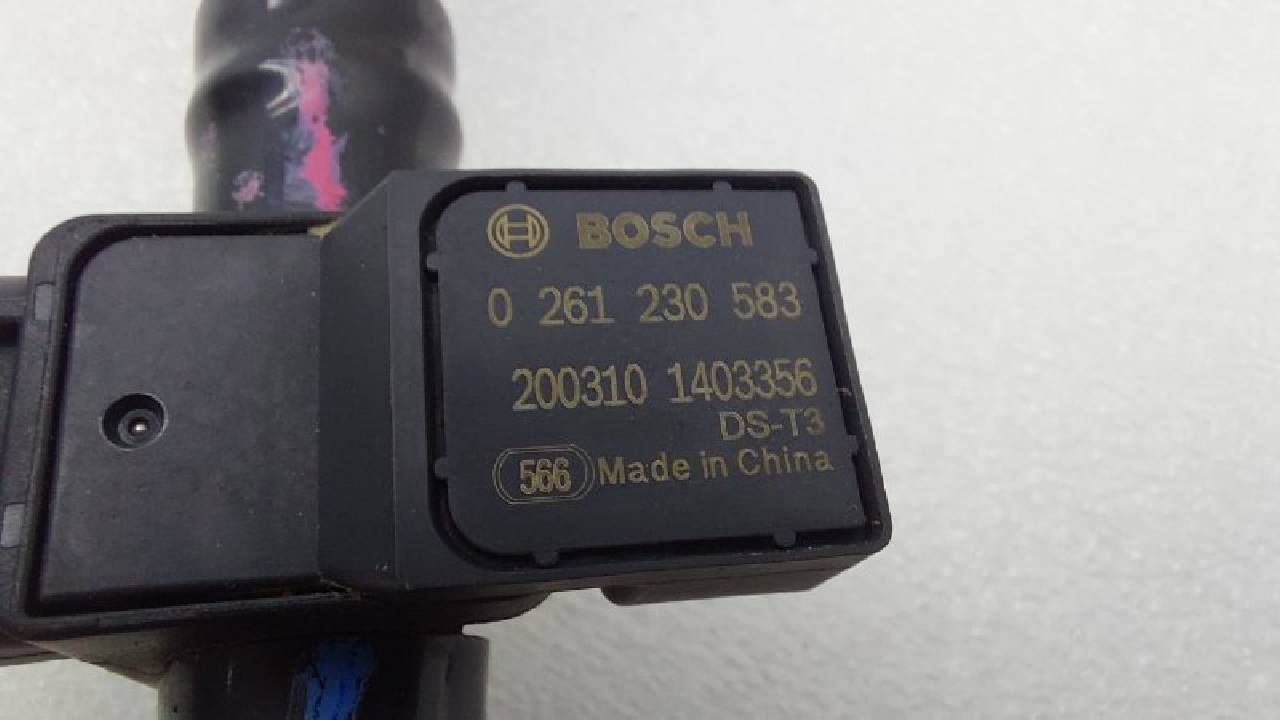 BOSCH
0 261 230 583
200310 1403356
DS-T3
566 Made in China